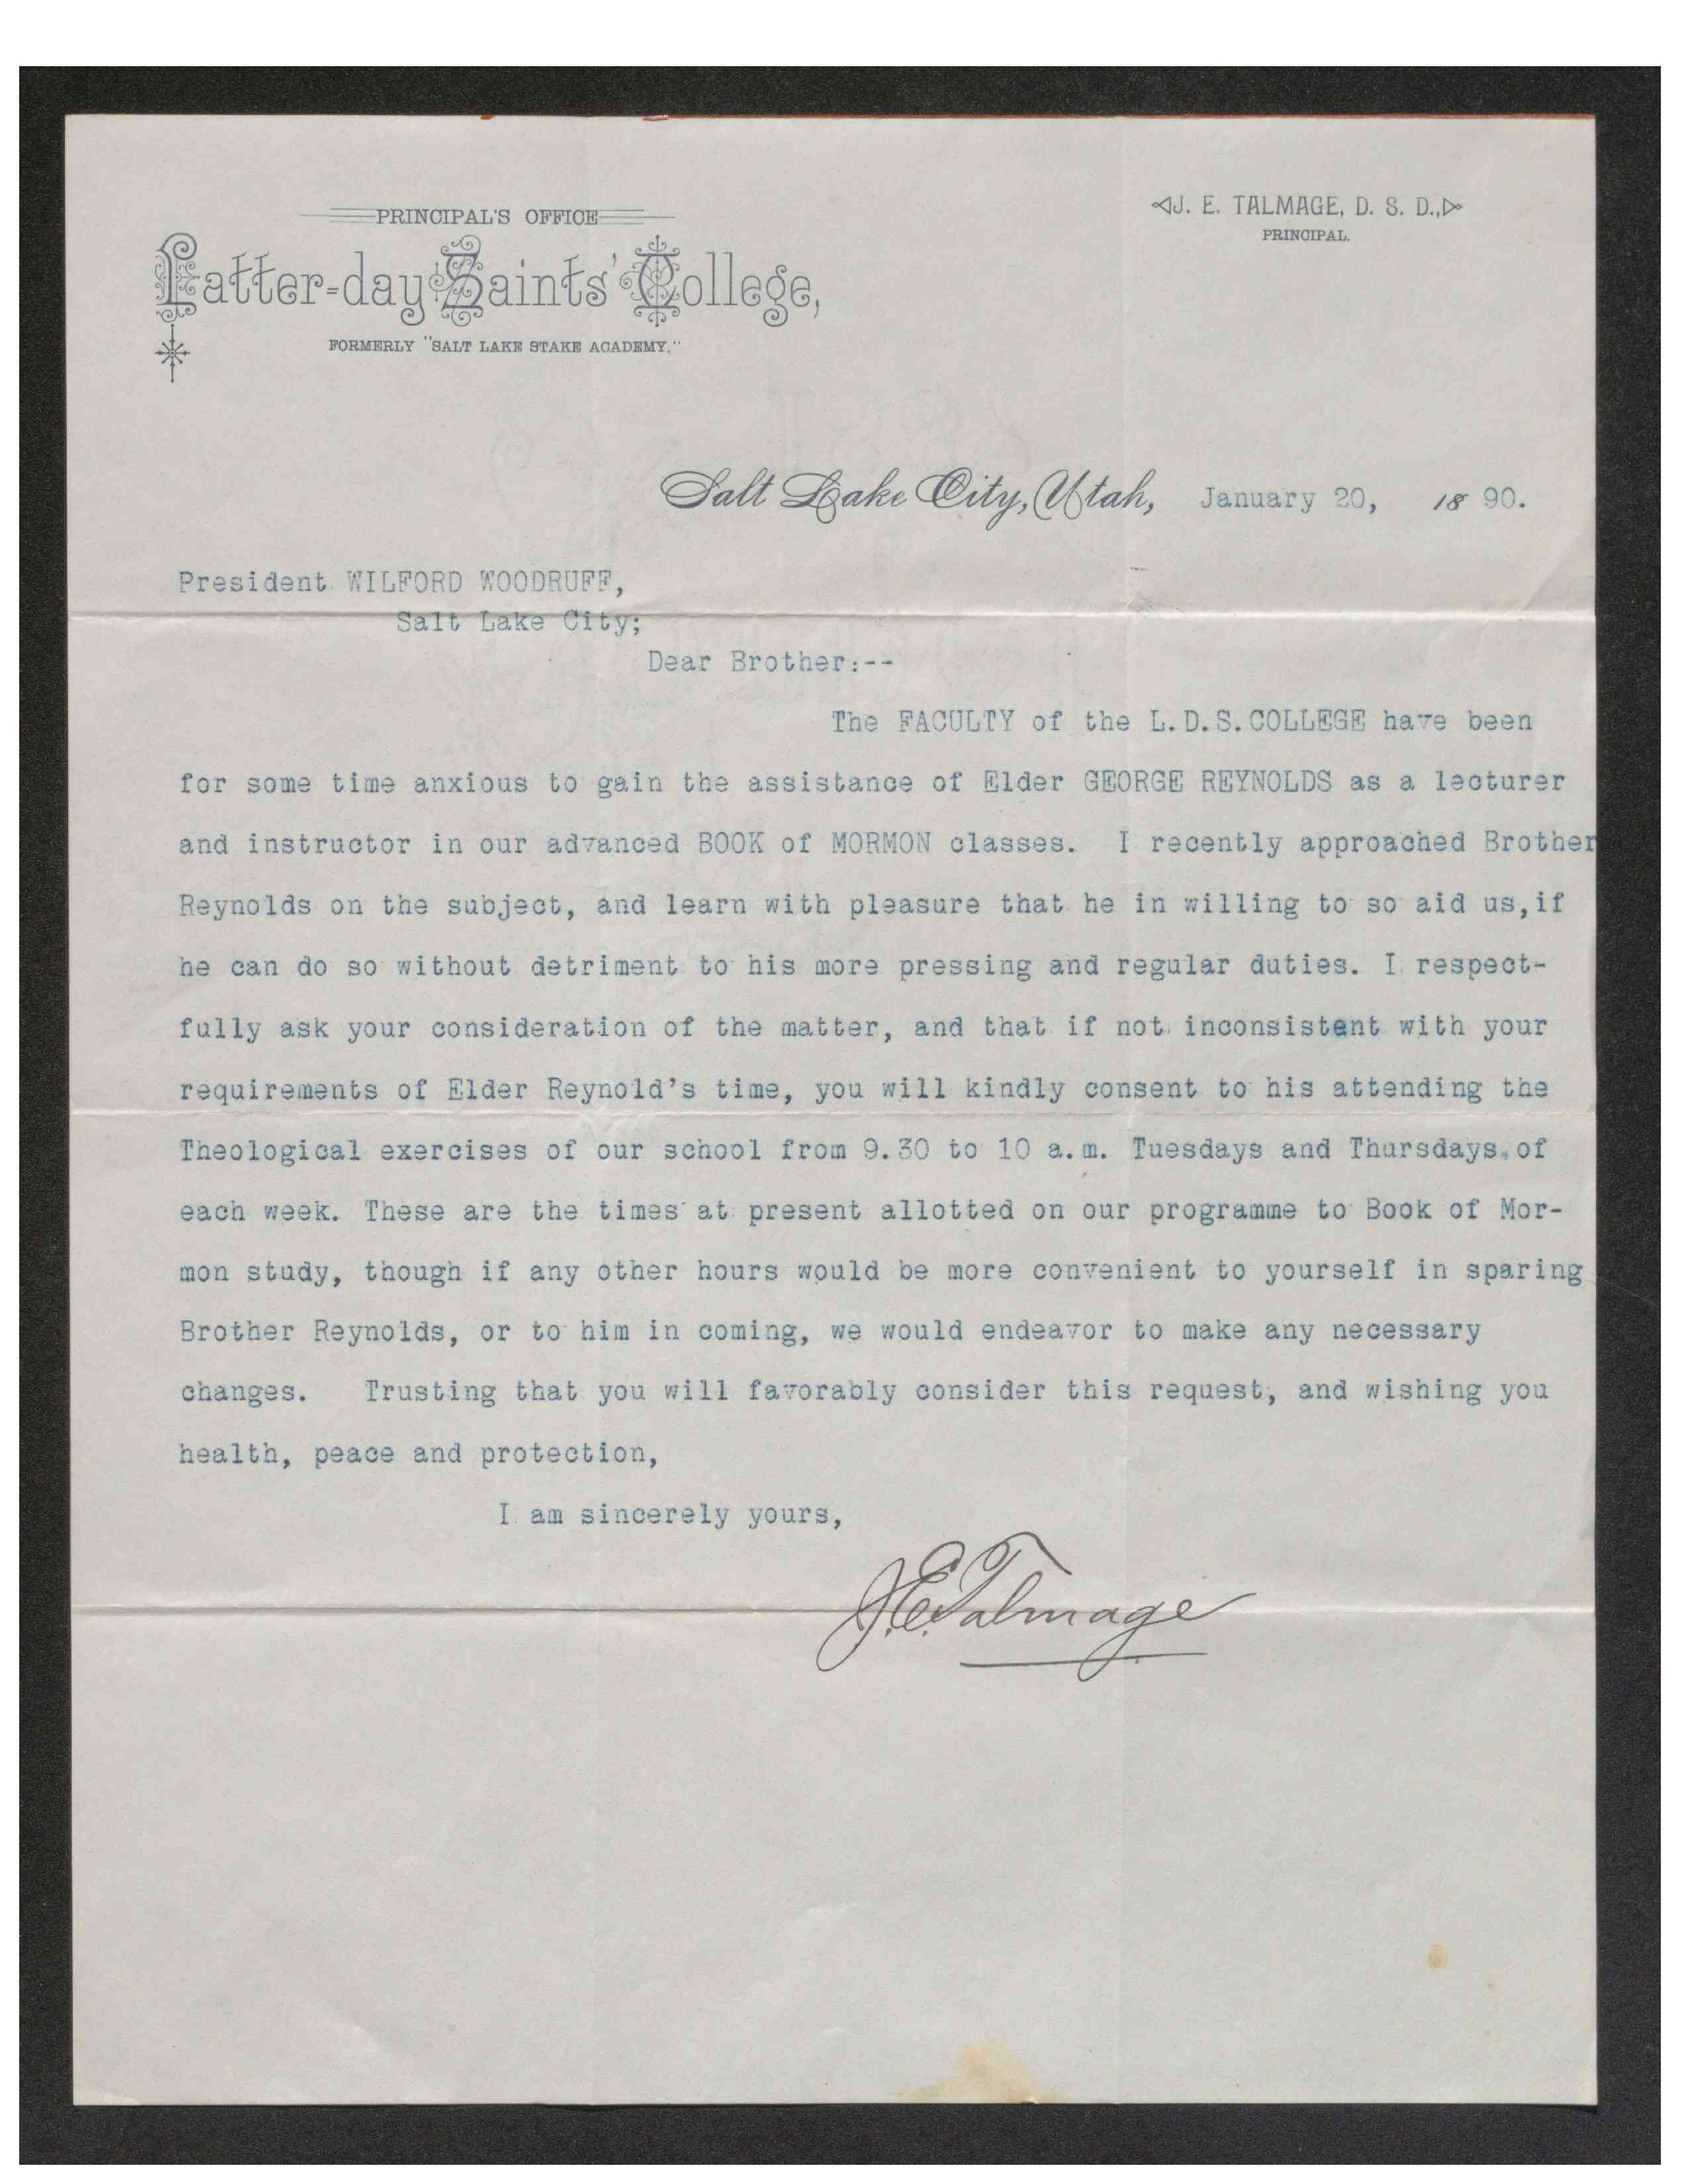 PRINCIPAL'S OFFICE
J. E. TALMAGE, D. S. D.,
PRINCIPAL.
Latter-day Saints' College,
FORMERLY "SALT LAKE STAKE ACADEMY."
Salt Lake City, Utah, January 20, 1890.
President WILFORD WOODRUFF,
Salt Lake City;
Dear Brother:--
The FACULTY of the L.D.S.COLLEGE have been
for some time anxious to gain the assistance of Elder GEORGE REYNOLDS as a lecturer
and instructor in our advanced BOOK of MORMON classes. I recently approached Brother
Reynolds on the subject, and learn with pleasure that he in willing to so aid us,if
he can do so without detriment to his more pressing and regular duties. I respect-
fully ask your consideration of the matter, and that if not inconsistent with your
requirements of Elder Reynold's time, you will kindly consent to his attending the
Theological exercises of our school from 9.30 to 10 a.m. Tuesdays and Thursdays,of
each week. These are the times at present allotted on our programme to Book of Mor-
mon study, though if any other hours would be more convenient to yourself in sparing
Brother Reynolds, or to him in coming, we would endeavor to make any necessary
changes. Trusting that you will favorably consider this request, and wishing you
health, peace and protection,
I am sincerely yours,
J.E.Talmage